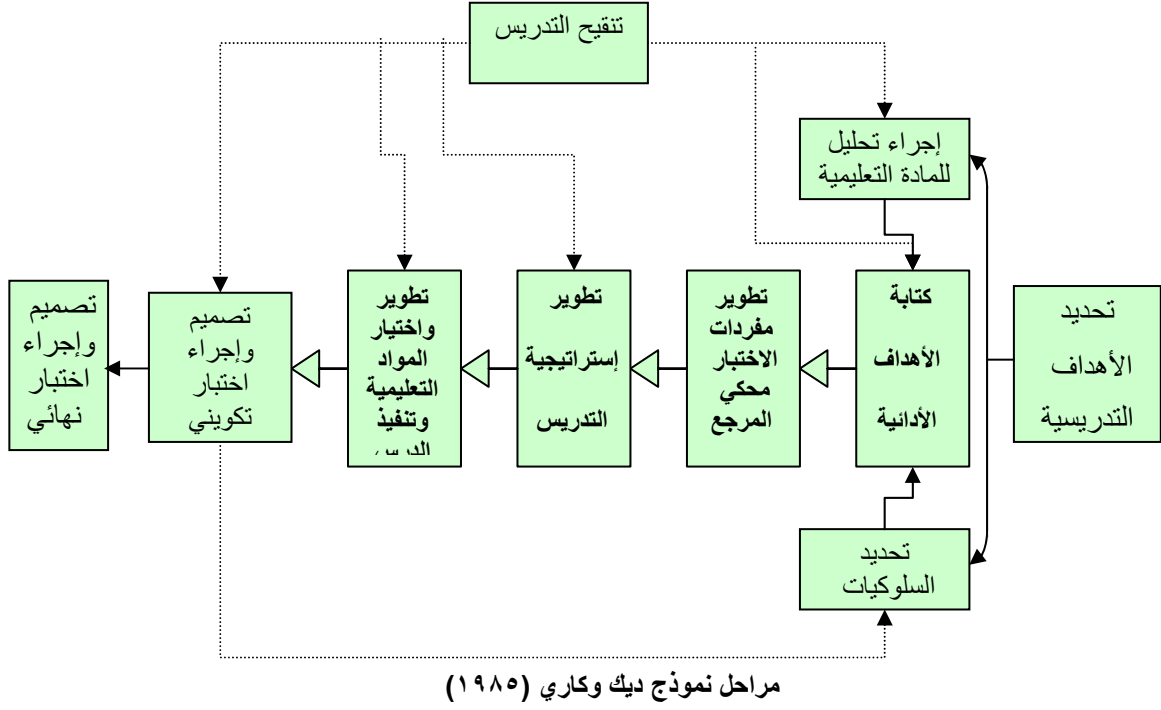 تنقيح التدريس
إجراء تحليل
للمادة التعليمية
تحديد
الأهداف
التدريسية
كتابة
الأهداف
الأدائية
تطوير
مفردات
الاختبار
محكي
المرجع
تطوير
إستراتيجية
التدريس
تطوير
واختيار
المواد
التعليمية
وتنفيذ
الدرس
تصميم
وإجراء
اختبار
تكويني
تصميم
وإجراء
اختبار
نهائي
تحديد
السلوكيات
مراحل نموذج ديك وكاري (١٩٨٥)